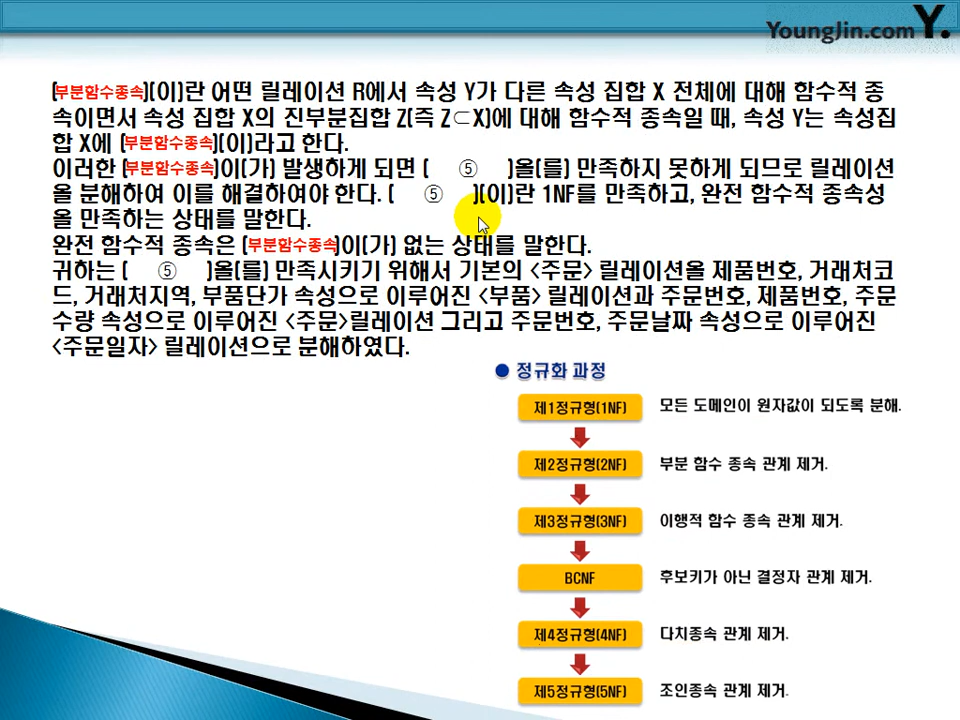 YoungJin.com Y.
(부분함수종속)(이)란 어떤 릴레이션 R에서 속성 Y가 다른 속성 집합 X 전체에 대해 함수적 종
속이면서 속성 집합 X의 진부분집합 Z(즉 Z⊂X)에 대해 함수적 종속일 때, 속성 Y는 속성집
합 X에 (부분함수종속)(이)라고 한다.
이러한 (부분함수종속)이(가) 발생하게 되면 ( ⑤ )을(를) 만족하지 못하게 되므로 릴레이션
을 분해하여 이를 해결하여야 한다. ( ⑤ )(이)란 1NF를 만족하고, 완전 함수적 종속성
을 만족하는 상태를 말한다.
완전 함수적 종속은 (부분함수종속)이(가) 없는 상태를 말한다.
귀하는 ( ⑤ )을(를) 만족시키기 위해서 기본의 <주문> 릴레이션을 제품번호, 거래처코
드, 거래처지역, 부품단가 속성으로 이루어진 <부품> 릴레이션과 주문번호, 제품번호, 주문
수량 속성으로 이루어진 <주문>릴레이션 그리고 주문번호, 주문날짜 속성으로 이루어진
<주문일자> 릴레이션으로 분해하였다.
● 정규화 과정
제1정규형(1NF) 모든 도메인이 원자값이 되도록 분해.
제2정규형(2NF) 부분 함수 종속 관계 제거.
제3정규형(3NF) 이행적 함수 종속 관계 제거.
BCNF 후보키가 아닌 결정자 관계 제거.
제4정규형(4NF) 다치종속 관계 제거.
제5정규형(5NF) 조인종속 관계 제거.